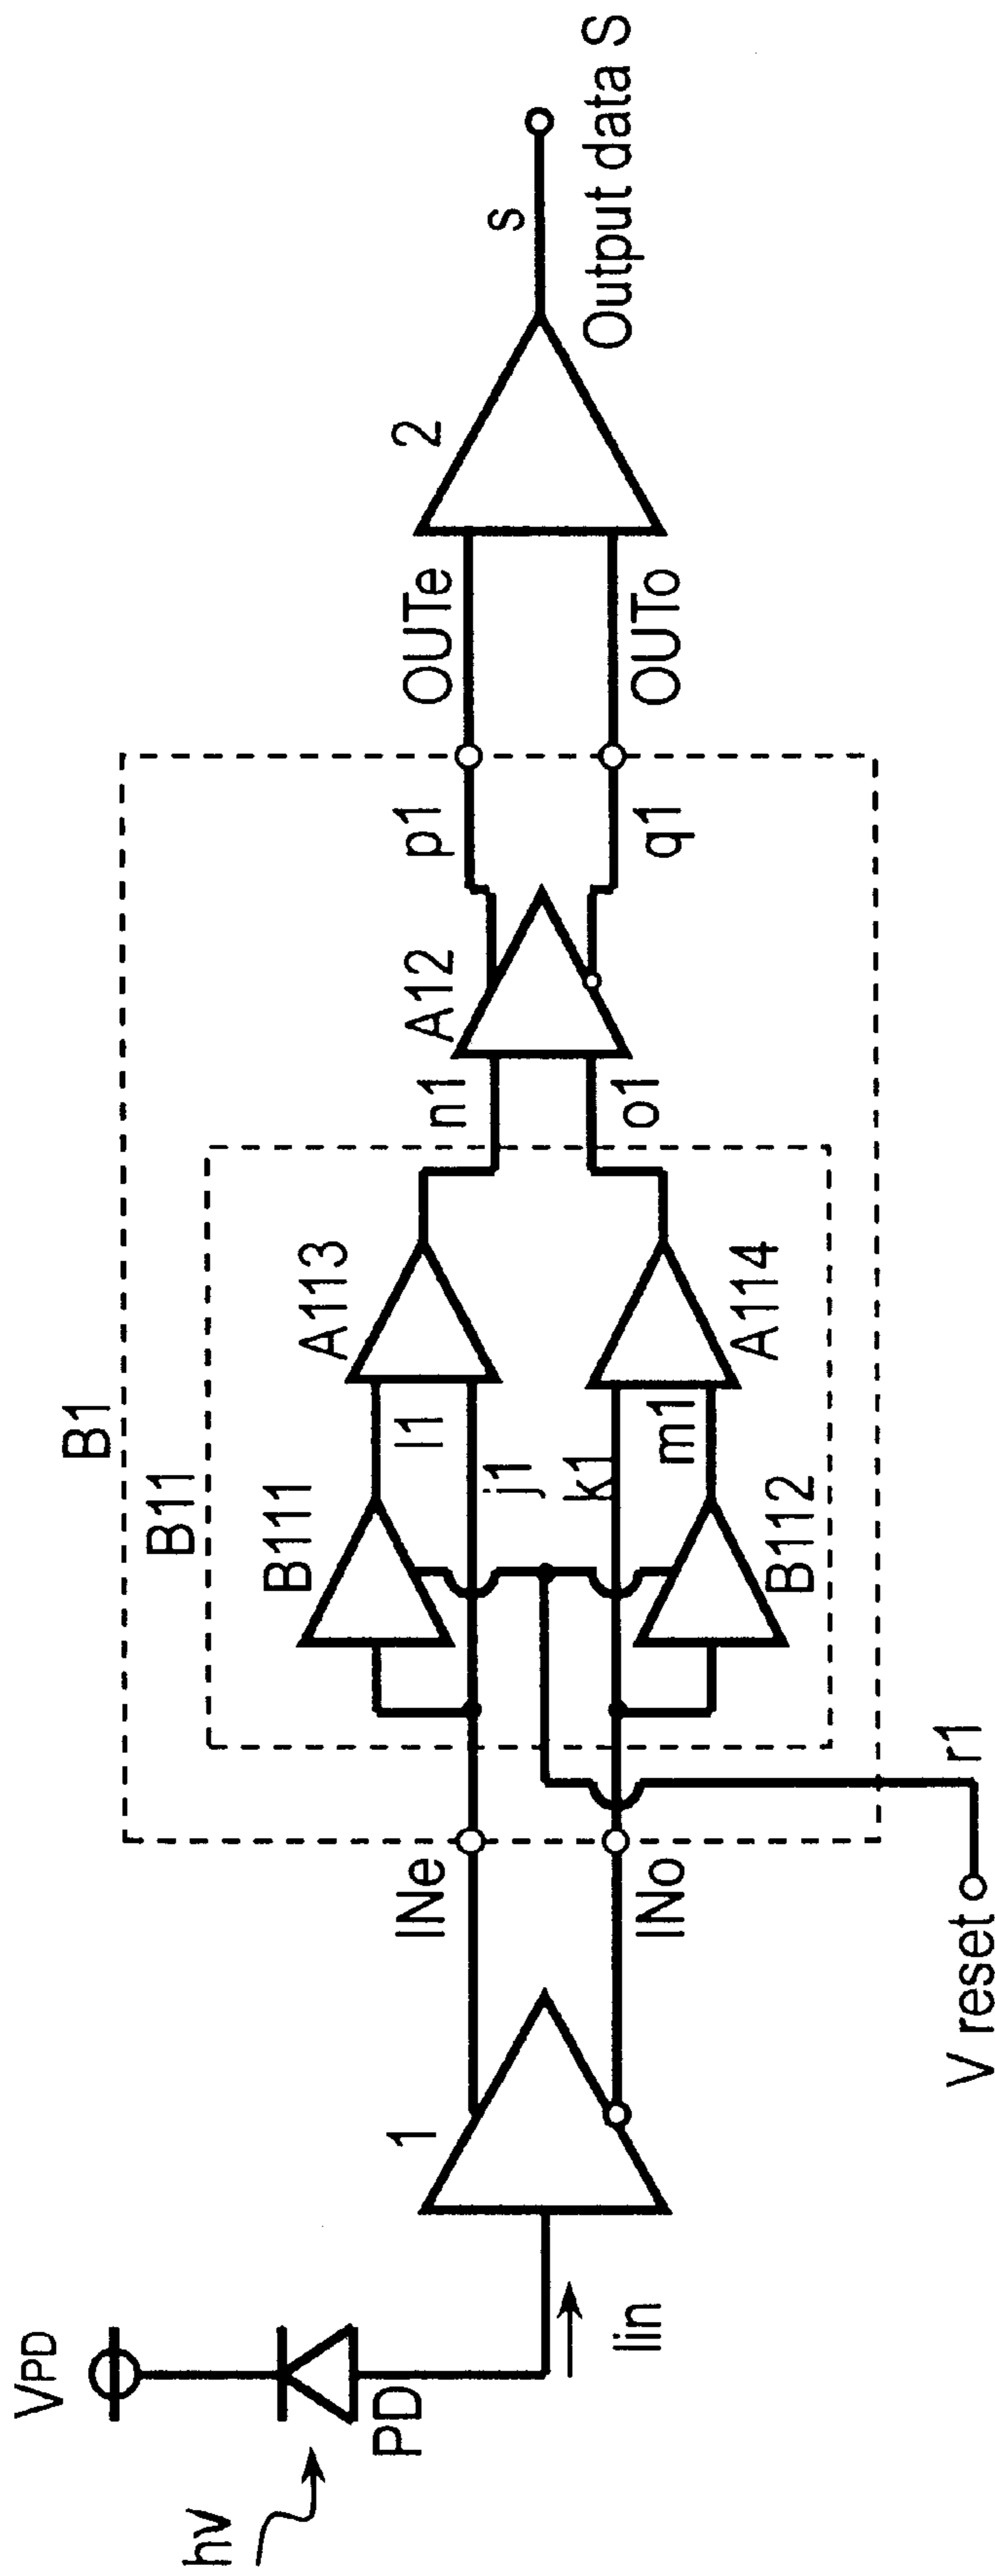 VPD
hν
PD
Iin
1
INe
INo
V reset
r1
B1
B11
B111
B112
l1
j1
k1
m1
A113
A114
n1
o1
A12
p1
q1
OUTe
OUTo
2
s
Output data S